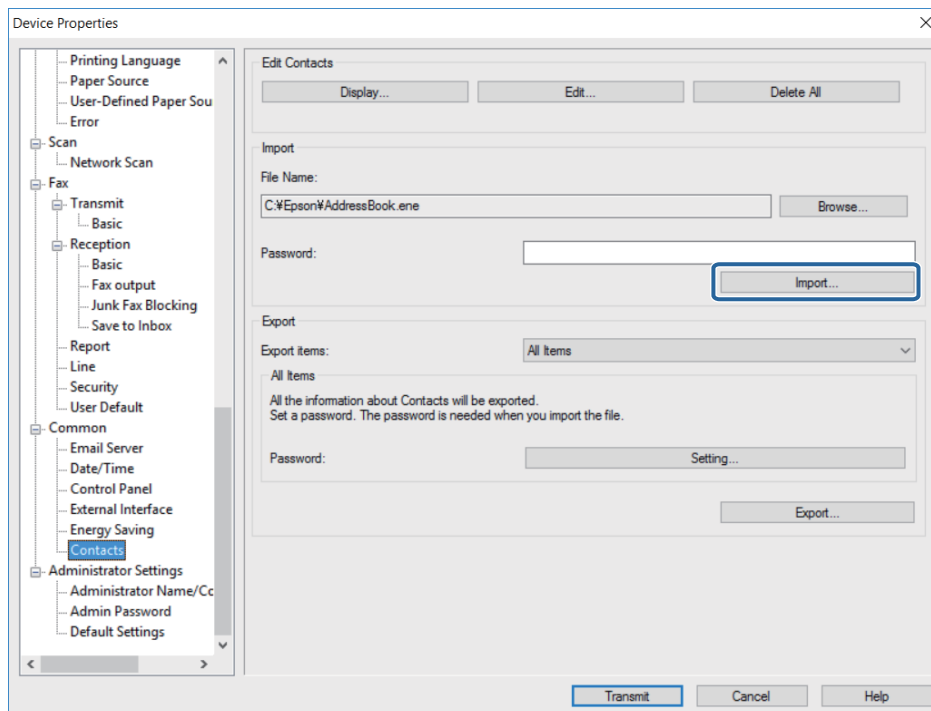 Device Properties
Printing Language
Paper Source
User-Defined Paper Sou
Error
Scan
Network Scan
Fax
Transmit
Basic
Reception
Basic
Fax output
Junk Fax Blocking
Save to Inbox
Report
Line
Security
User Default
Common
Email Server
Date/Time
Control Panel
External Interface
Energy Saving
Contacts
Administrator Settings
Administrator Name/Cc
Admin Password
Default Settings
Edit Contacts
Display... Edit... Delete All
Import
File Name:
C:¥Epson¥AddressBook.ene Browse...
Password:
Import...
Export
Export items: All Items
All Items
All the information about Contacts will be exported.
Set a password. The password is needed when you import the file.
Password: Setting...
Export...
Transmit Cancel Help